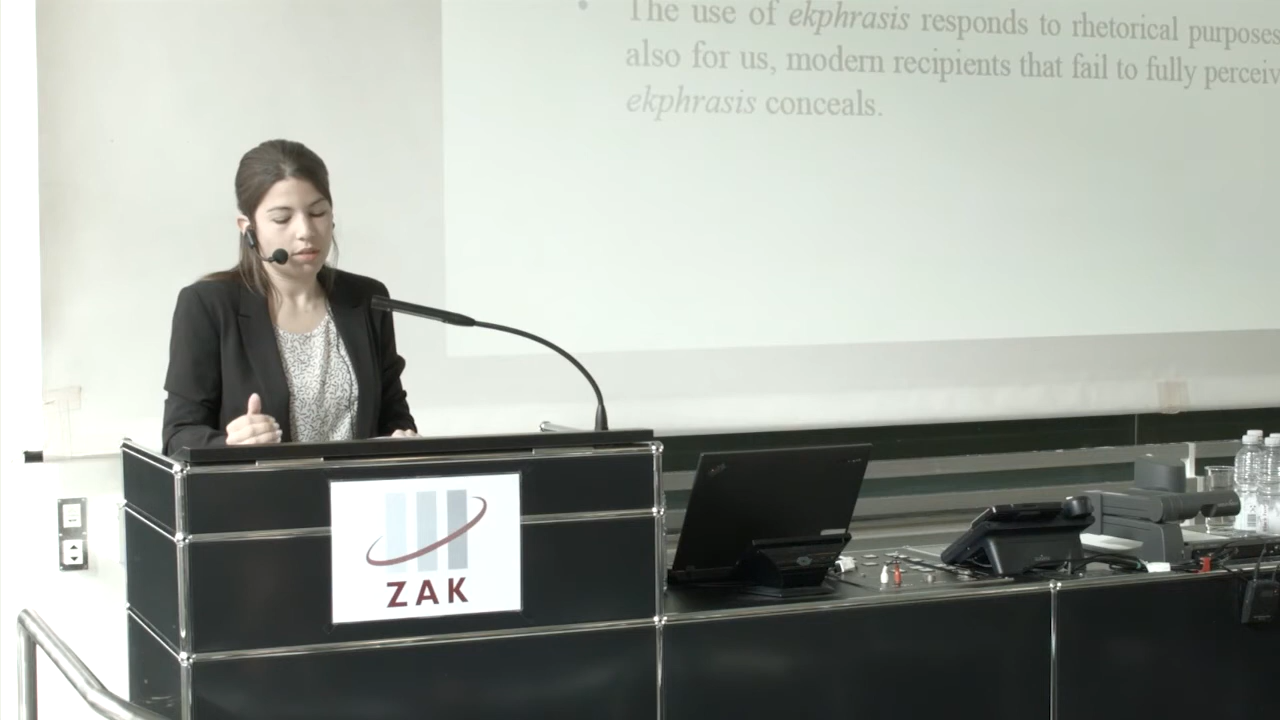 The use of ekphrasis responds to rhetorical purposes
also for us, modern recipients that fail to fully perceiv
ekphrasis conceals.
ZAK